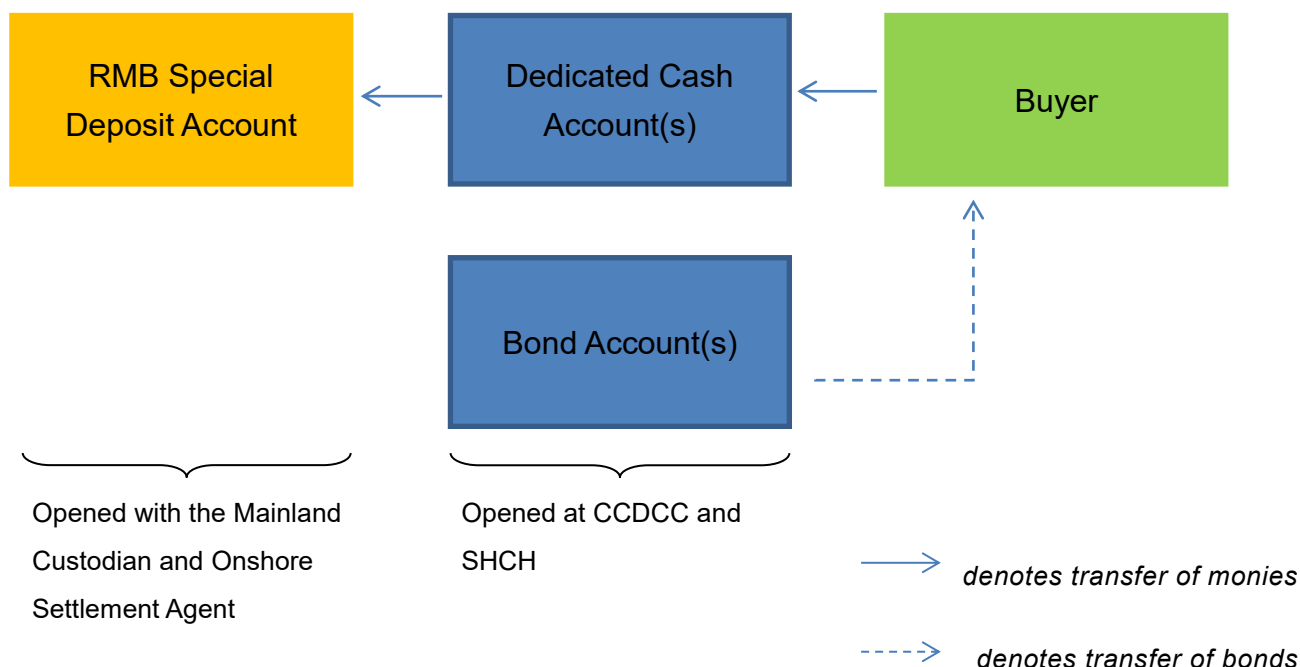 RMB Special
Deposit Account
Dedicated Cash
Account(s)
Buyer
Bond Account(s)
Opened with the Mainland
Custodian and Onshore
Settlement Agent
Opened at CCDCC and
SHCH
denotes transfer of monies
denotes transfer of bonds